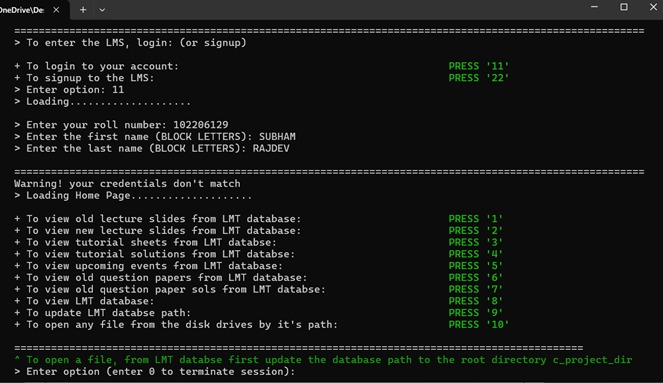 OneDrive\De:
================================================================
> To enter the LMS, login: (or signup)
+ To login to your account: PRESS '11'
+ To signup to the LMS: PRESS '22'
> Enter option: 11
> Loading....................
> Enter your roll number: 102206129
> Enter the first name (BLOCK LETTERS): SUBHAM
> Enter the last name (BLOCK LETTERS): RAJDEV
================================================================
Warning! your credentials don't match
> Loading Home Page....................
+ To view old lecture slides from LMT database: PRESS '1'
+ To view new lecture slides from LMT database: PRESS '2'
+ To view tutorial sheets from LMT databse: PRESS '3'
+ To view tutorial solutions from LMT databse: PRESS '4'
+ To view upcoming events from LMT database: PRESS '5'
+ To view old question papers from LMT databse: PRESS '6'
+ To view old question paper sols from LMT databse: PRESS '7'
+ To view LMT database: PRESS '8'
+ To update LMT databse path: PRESS '9'
+ To open any file from the disk drives by it's path: PRESS '10'
================================================================
^ To open a file, from LMT databse first update the database path to the root directory c_project_dir
> Enter option (enter 0 to terminate session):